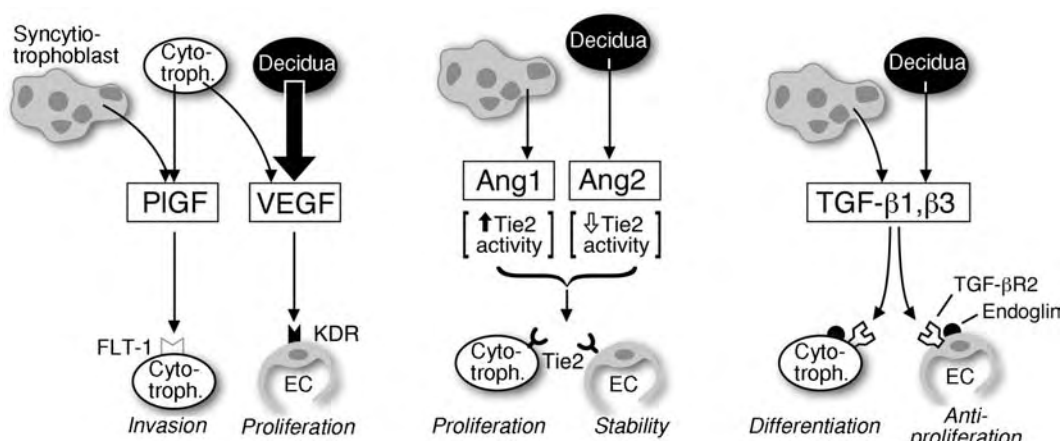 Syncytio-
trophoblast
Cyto-
troph.
Decidua
PlGF
VEGF
FLT-1
KDR
Cyto-
troph.
EC
Invasion
Proliferation
Decidua
Ang1
Ang2
[⬆Tie2
activity]
[⇩Tie2
activity]
Tie2
Cyto-
troph.
EC
Proliferation
Stability
Decidua
TGF-β1,β3
TGF-βR2
Endoglin
Cyto-
troph.
EC
Differentiation
Anti-
proliferation